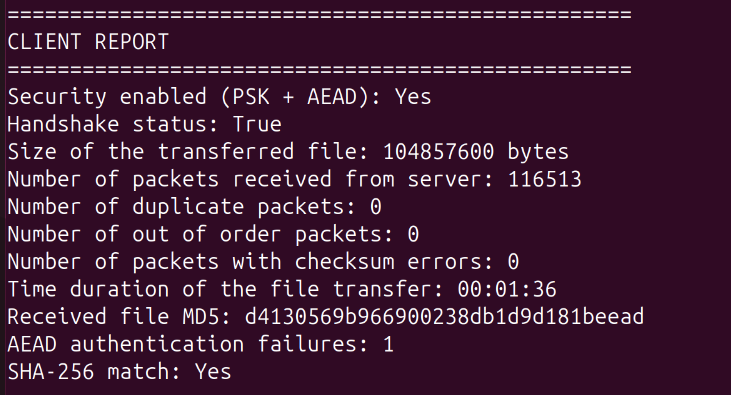 ==================================================
CLIENT REPORT
==================================================
Security enabled (PSK + AEAD): Yes
Handshake status: True
Size of the transferred file: 104857600 bytes
Number of packets received from server: 116513
Number of duplicate packets: 0
Number of out of order packets: 0
Number of packets with checksum errors: 0
Time duration of the file transfer: 00:01:36
Received file MD5: d4130569b966900238db1d9d181beead
AEAD authentication failures: 1
SHA-256 match: Yes